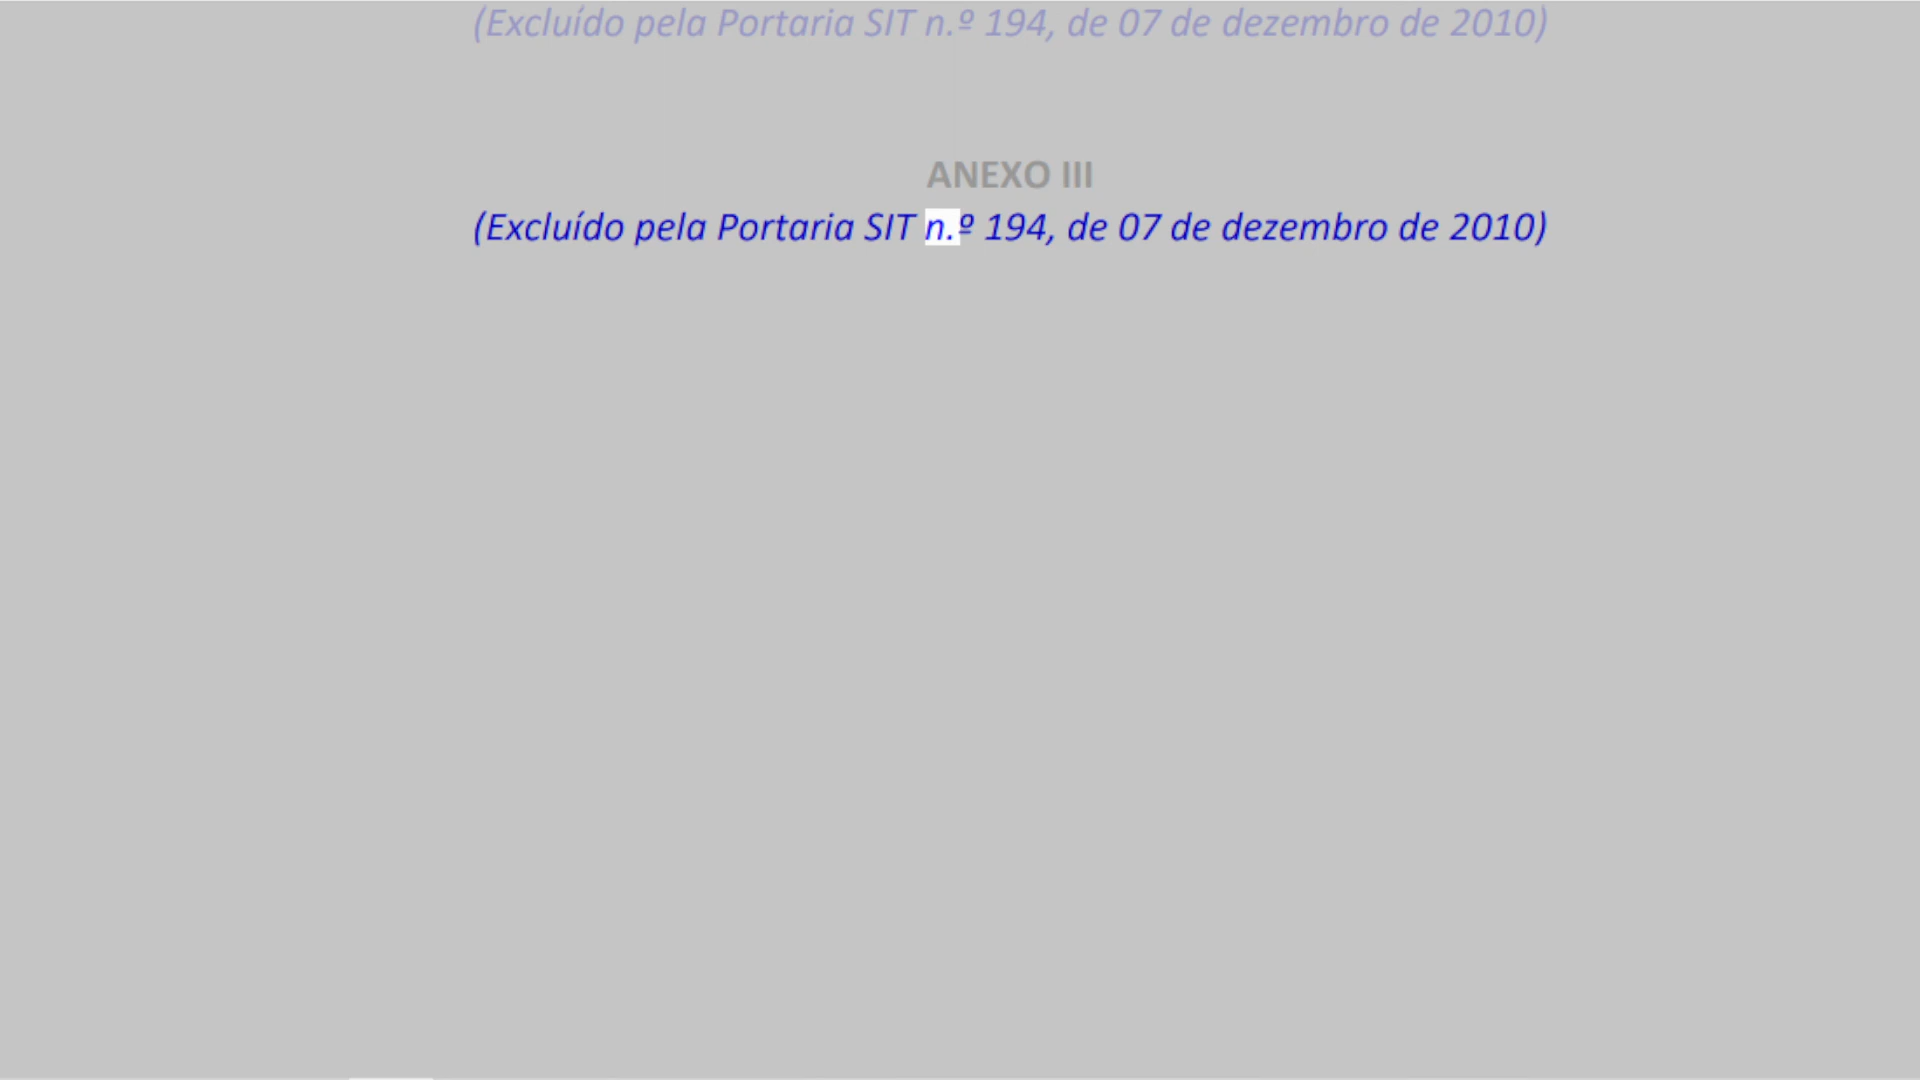 (Excluído pela Portaria SIT n.º 194, de 07 de dezembro de 2010)
ANEXO III
(Excluído pela Portaria SIT n.º 194, de 07 de dezembro de 2010)